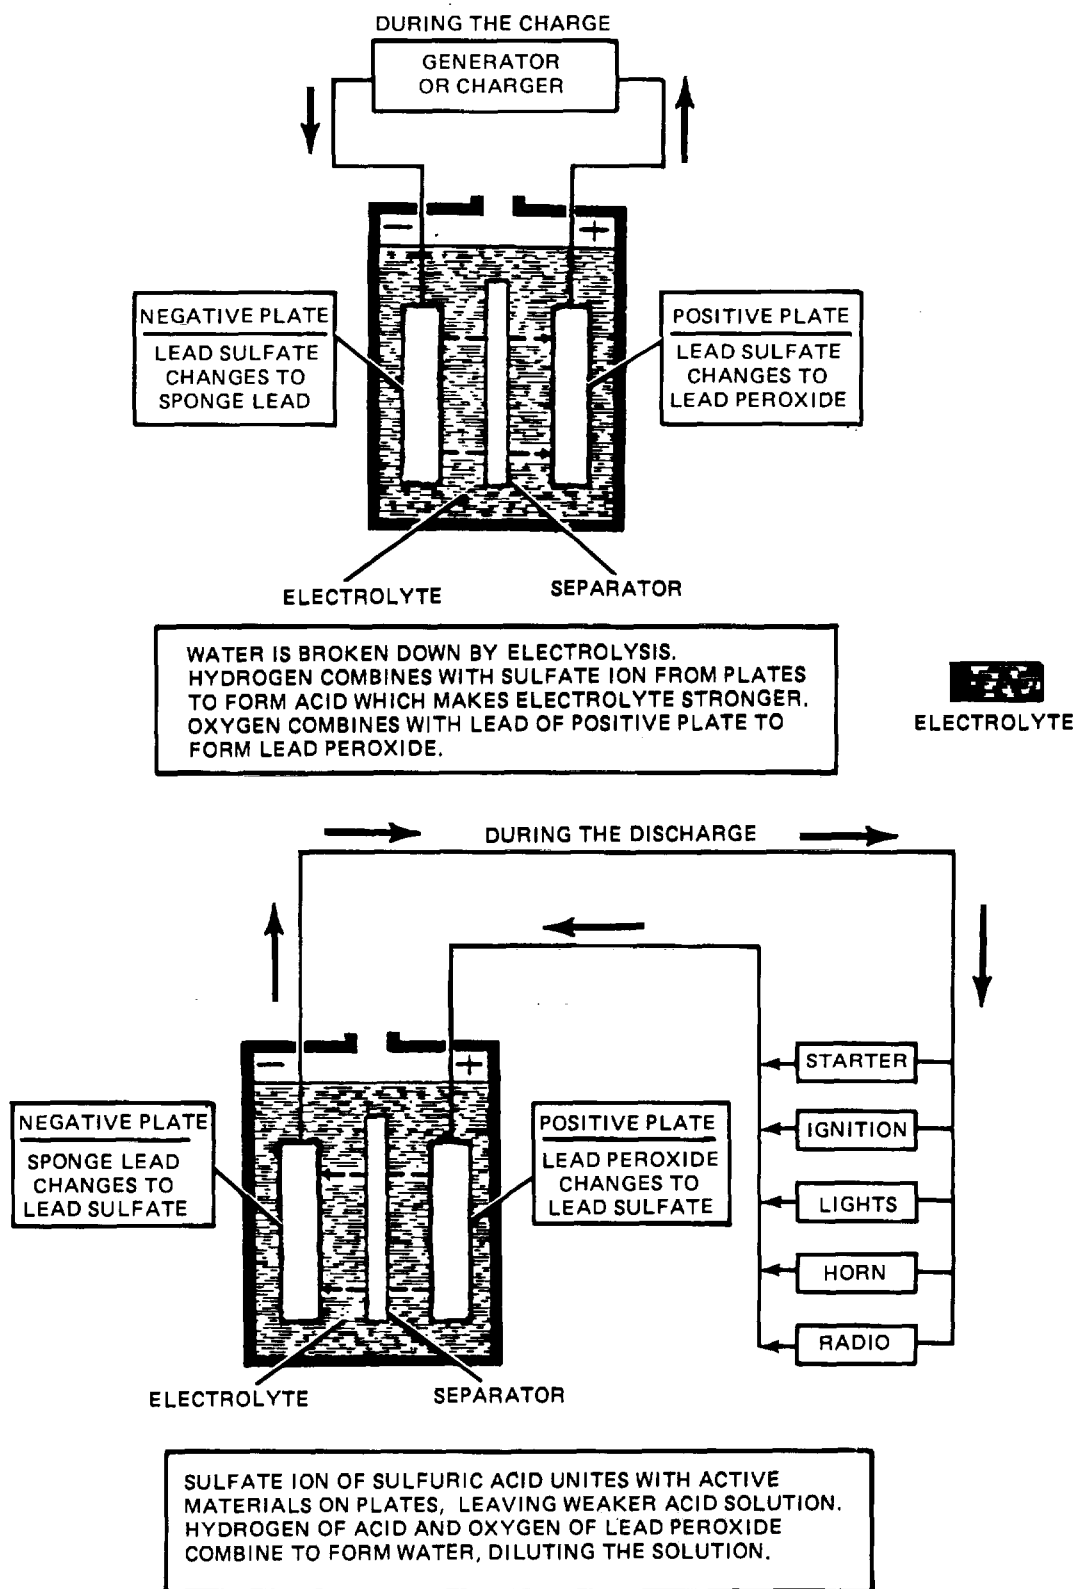 DURING THE CHARGE
GENERATOR
OR CHARGER
−
+
NEGATIVE PLATE
LEAD SULFATE
CHANGES TO
SPONGE LEAD
POSITIVE PLATE
LEAD SULFATE
CHANGES TO
LEAD PEROXIDE
ELECTROLYTE
SEPARATOR
WATER IS BROKEN DOWN BY ELECTROLYSIS.
HYDROGEN COMBINES WITH SULFATE ION FROM PLATES
TO FORM ACID WHICH MAKES ELECTROLYTE STRONGER.
OXYGEN COMBINES WITH LEAD OF POSITIVE PLATE TO
FORM LEAD PEROXIDE.
ELECTROLYTE
DURING THE DISCHARGE
−
+
NEGATIVE PLATE
SPONGE LEAD
CHANGES TO
LEAD SULFATE
POSITIVE PLATE
LEAD PEROXIDE
CHANGES TO
LEAD SULFATE
STARTER
IGNITION
LIGHTS
HORN
RADIO
ELECTROLYTE
SEPARATOR
SULFATE ION OF SULFURIC ACID UNITES WITH ACTIVE
MATERIALS ON PLATES, LEAVING WEAKER ACID SOLUTION.
HYDROGEN OF ACID AND OXYGEN OF LEAD PEROXIDE
COMBINE TO FORM WATER, DILUTING THE SOLUTION.